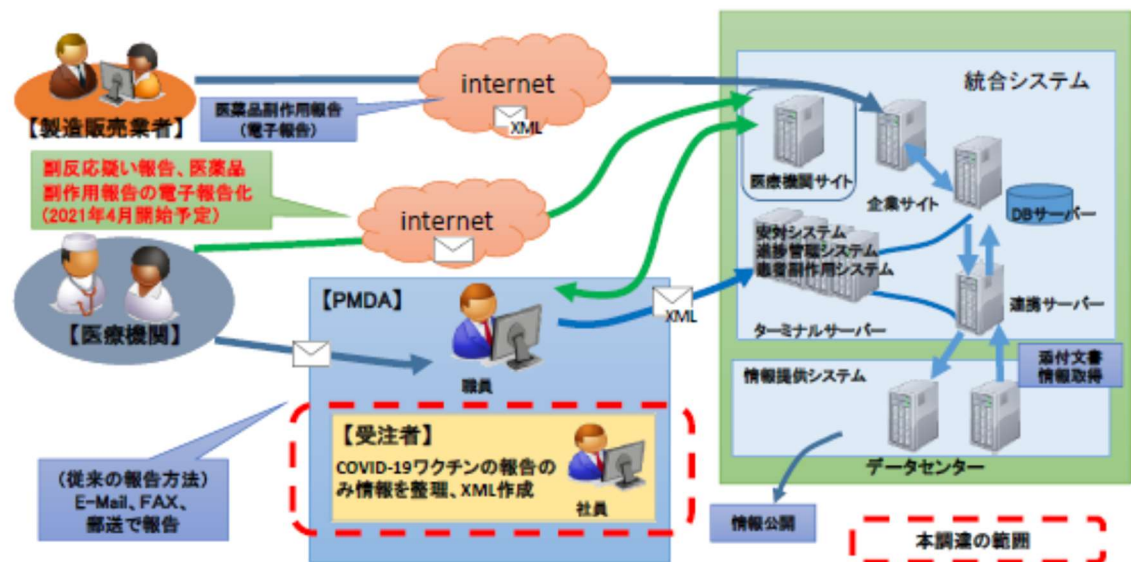 internet
XML
【製造販売業者】
医薬品副作用報告
(電子報告)
副反応疑い報告、医薬品
副作用報告の電子報告化
(2021年4月開始予定)
internet
【医療機関】
(従来の報告方法)
E-Mail、FAX、
郵送で報告
【PMDA】
職員
XML
【受注者】
COVID-19ワクチンの報告の
み情報を整理、XML作成
社員
統合システム
医療機関サイト
企業サイト
DBサーバー
安対システム
進捗管理システム
患者副作用システム
ターミナルサーバー
連携サーバー
添付文書
情報取得
情報提供システム
データセンター
情報公開
本調達の範囲